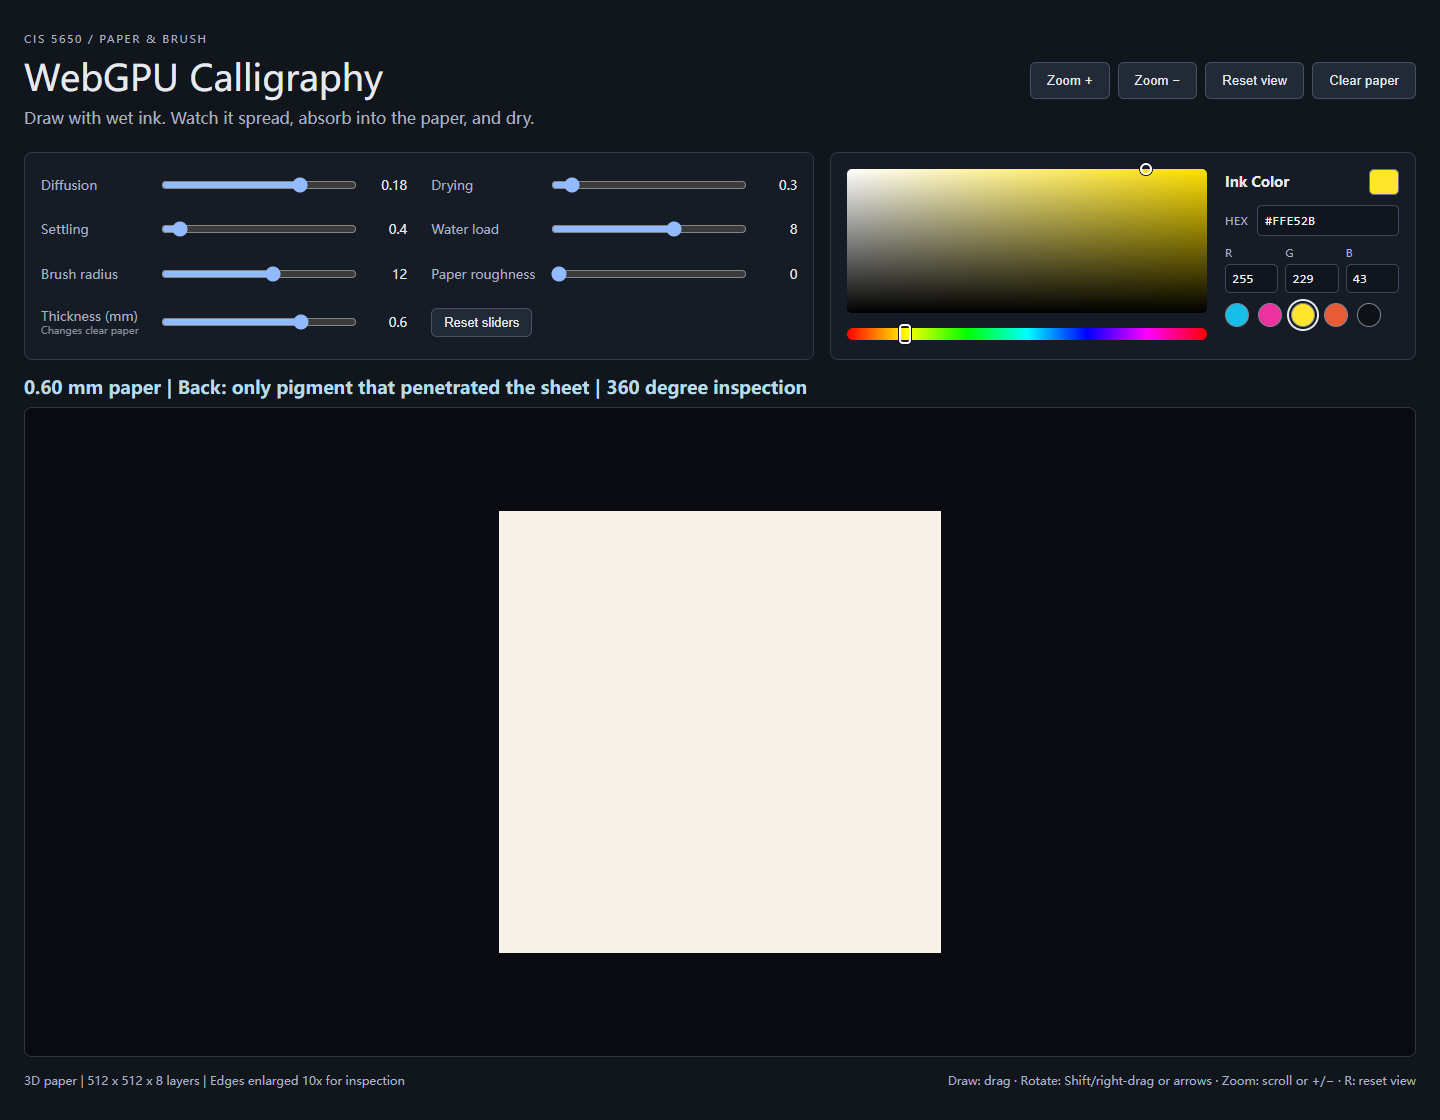 CIS 5650 / PAPER & BRUSH
WebGPU Calligraphy
Draw with wet ink. Watch it spread, absorb into the paper, and dry.
Zoom +
Zoom −
Reset view
Clear paper
Diffusion 0.18
Drying 0.3
Settling 0.4
Water load 8
Brush radius 12
Paper roughness 0
Thickness (mm) 0.6
Changes clear paper
Reset sliders
Ink Color
HEX #FFE52B
R G B
255 229 43
0.60 mm paper | Back: only pigment that penetrated the sheet | 360 degree inspection
3D paper | 512 x 512 x 8 layers | Edges enlarged 10x for inspection
Draw: drag · Rotate: Shift/right-drag or arrows · Zoom: scroll or +/− · R: reset view